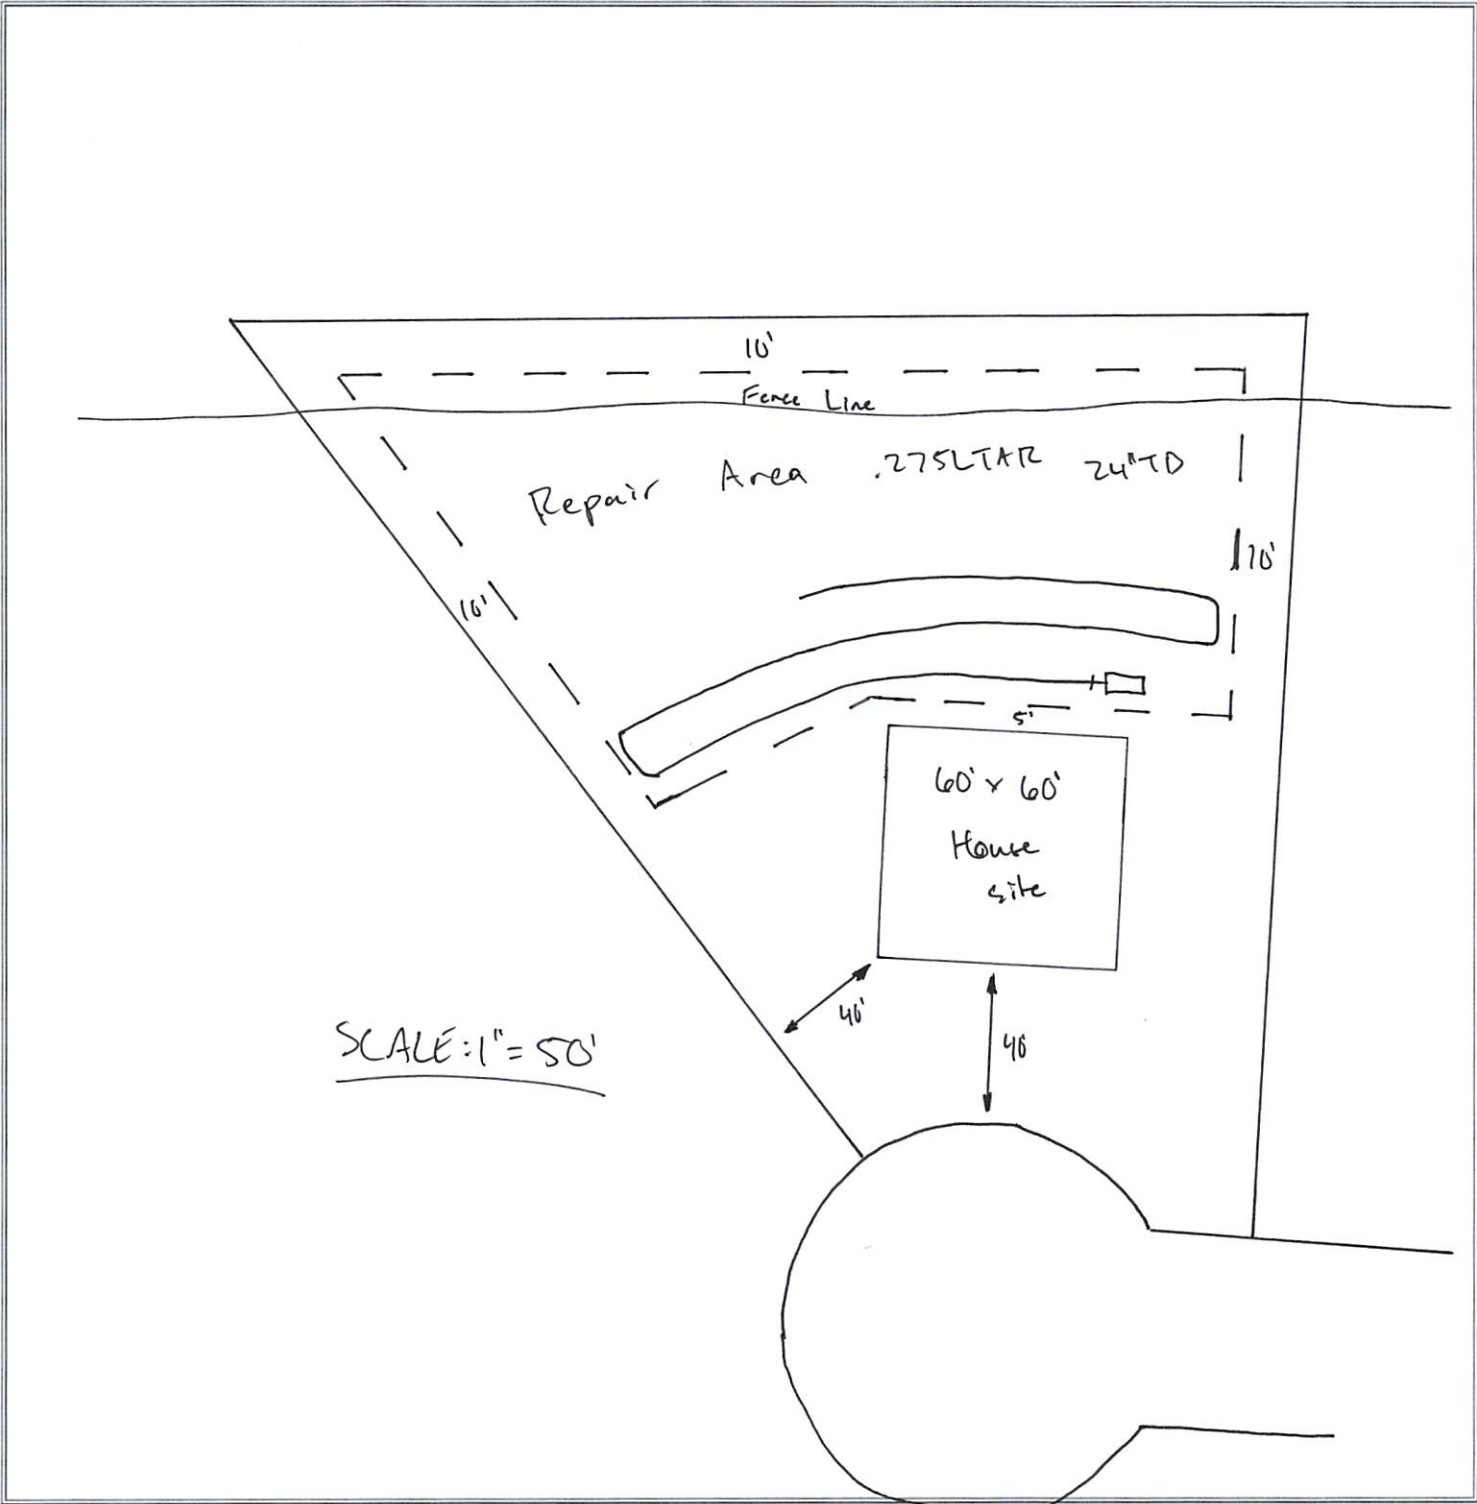 10'
Fence Line
Repair Area .275LTAR 24"TD
10'
10'
5'
60' x 60'
House
site
40'
40
SCALE: 1" = 50'